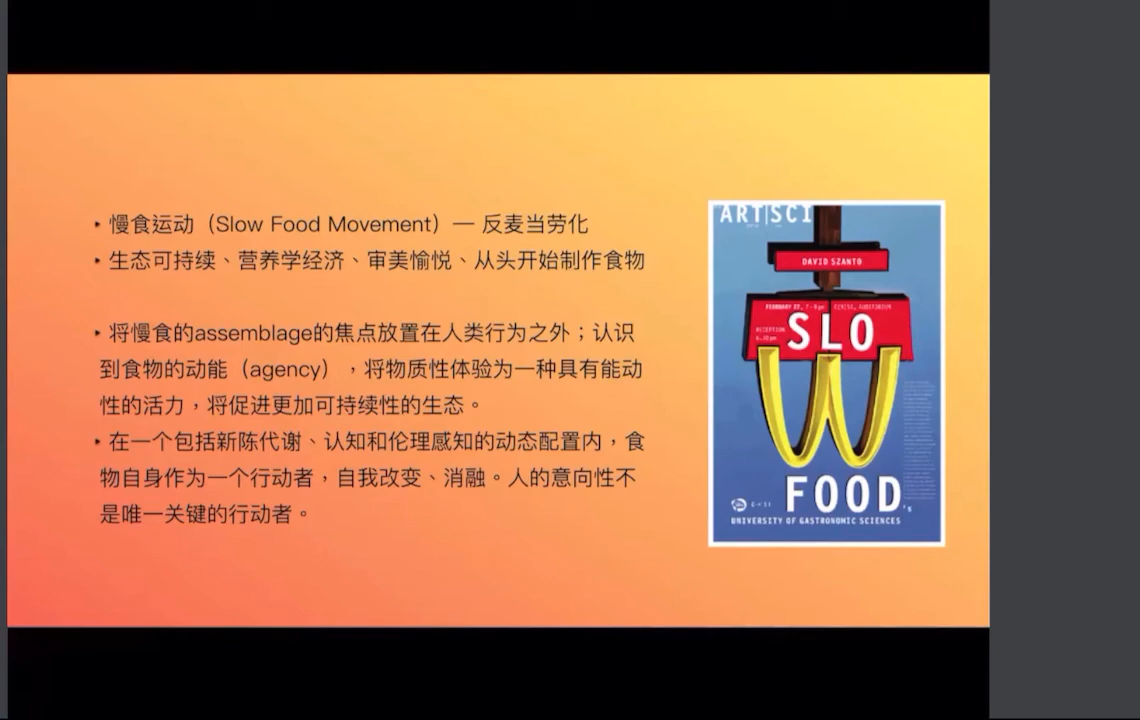 ‣ 慢食运动（Slow Food Movement）— 反麦当劳化
‣ 生态可持续、营养学经济、审美愉悦、从头开始制作食物
‣ 将慢食的assemblage的焦点放置在人类行为之外；认识
到食物的动能（agency），将物质性体验为一种具有能动
性的活力，将促进更加可持续性的生态。
‣ 在一个包括新陈代谢、认知和伦理感知的动态配置内，食
物自身作为一个行动者，自我改变、消融。人的意向性不
是唯一关键的行动者。
ART|SCI
DAVID SZANTO
FEBRUARY 27, 7-9pm
AUDITORIUM
RECEPTION
SLO
FOOD's
UNIVERSITY OF GASTRONOMIC SCIENCES